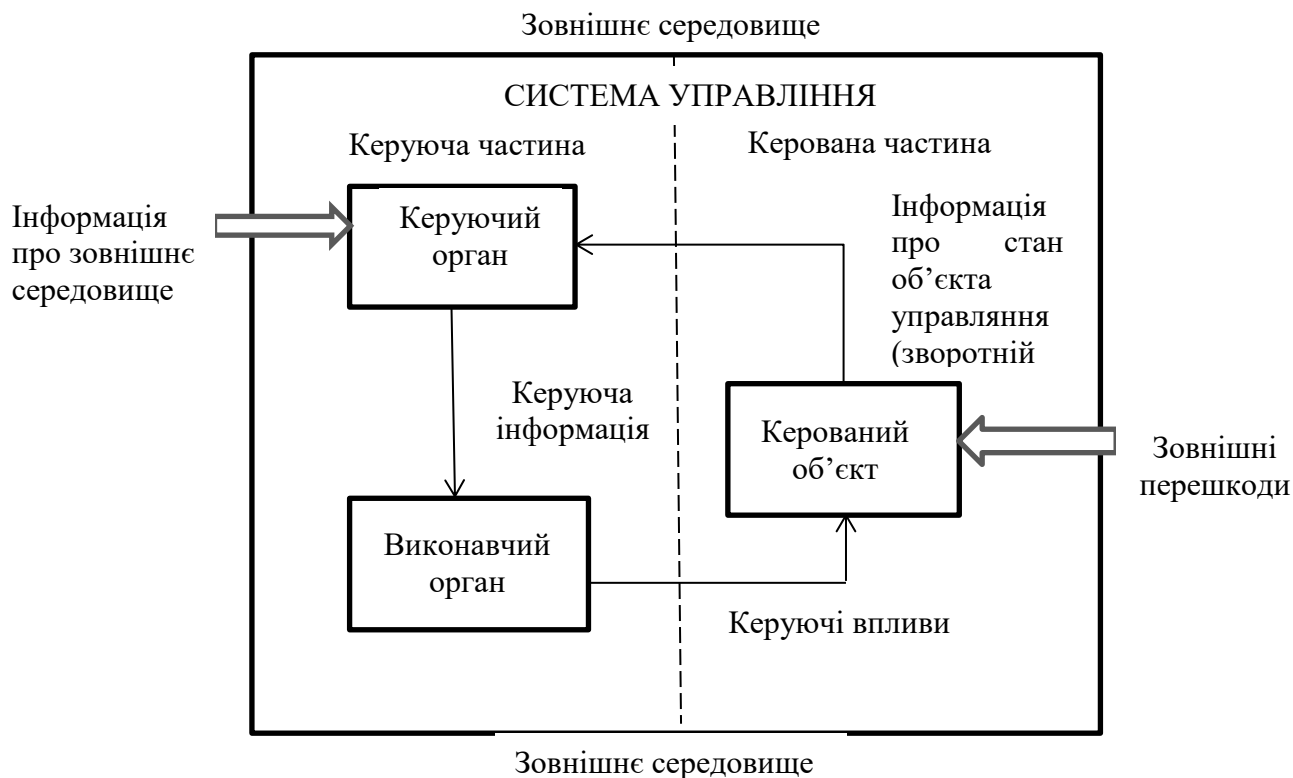 Зовнішнє середовище
СИСТЕМА УПРАВЛІННЯ
Керуюча частина
Керована частина
Інформація
про зовнішнє
середовище
Керуючий
орган
Інформація
про стан
об’єкта
управляння
(зворотній
Керуюча
інформація
Керований
об’єкт
Зовнішні
перешкоди
Виконавчий
орган
Керуючі впливи
Зовнішнє середовище